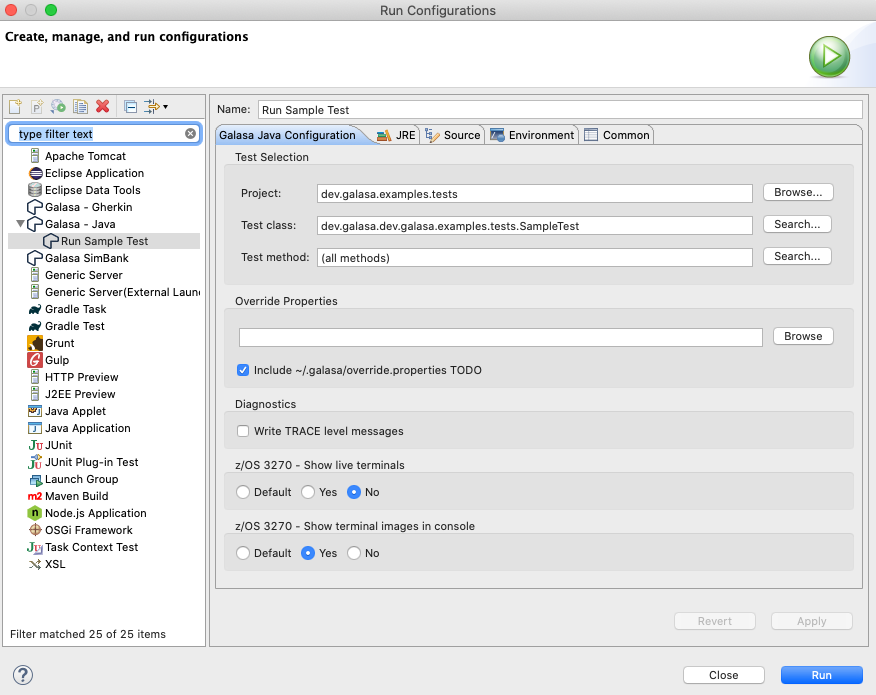 Run Configurations
Create, manage, and run configurations
type filter text
Apache Tomcat
Eclipse Application
Eclipse Data Tools
Galasa - Gherkin
Galasa - Java
Run Sample Test
Galasa SimBank
Generic Server
Generic Server(External Laun
Gradle Task
Gradle Test
Grunt
Gulp
HTTP Preview
J2EE Preview
Java Applet
Java Application
JUnit
JUnit Plug-in Test
Launch Group
m2 Maven Build
Node.js Application
OSGi Framework
Task Context Test
XSL
Filter matched 25 of 25 items
Name: Run Sample Test
Galasa Java Configuration JRE Source Environment Common
Test Selection
Project: dev.galasa.examples.tests Browse...
Test class: dev.galasa.dev.galasa.examples.tests.SampleTest Search...
Test method: (all methods) Search...
Override Properties
Browse
Include ~/.galasa/override.properties TODO
Diagnostics
Write TRACE level messages
z/OS 3270 - Show live terminals
Default Yes No
z/OS 3270 - Show terminal images in console
Default Yes No
Revert Apply
? Close Run